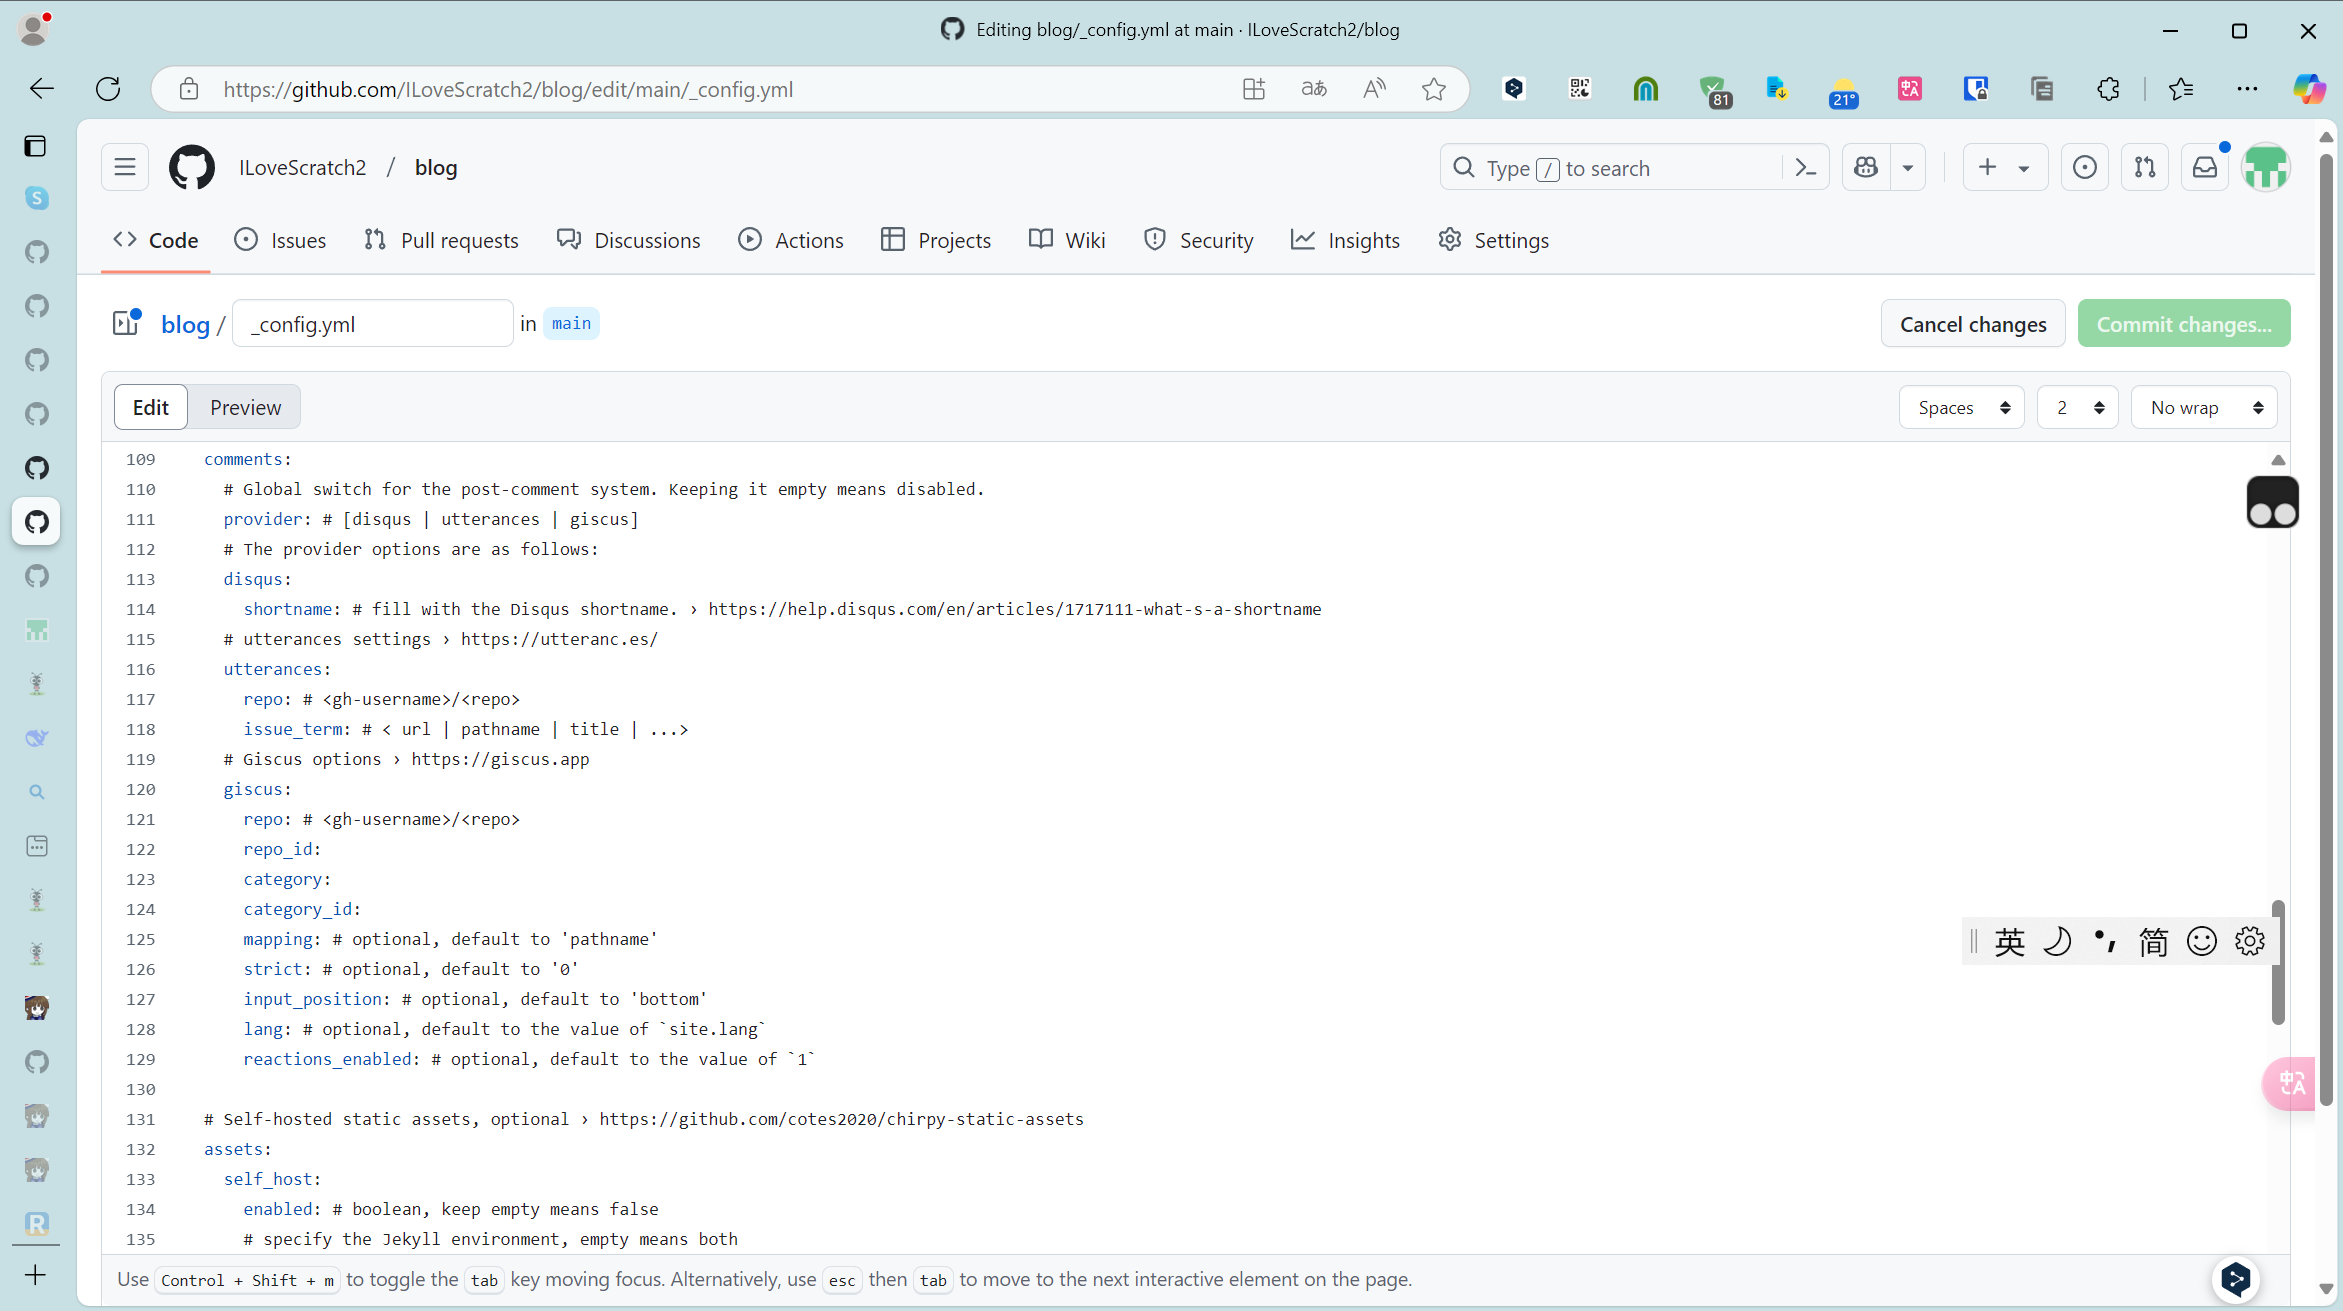 Editing blog/_config.yml at main · ILoveScratch2/blog
https://github.com/ILoveScratch2/blog/edit/main/_config.yml
81
21°
ILoveScratch2 / blog
Type / to search
Code
Issues
Pull requests
Discussions
Actions
Projects
Wiki
Security
Insights
Settings
blog / _config.yml in main
Cancel changes
Commit changes...
Edit
Preview
Spaces
2
No wrap
109 comments:
110 # Global switch for the post-comment system. Keeping it empty means disabled.
111 provider: # [disqus | utterances | giscus]
112 # The provider options are as follows:
113 disqus:
114 shortname: # fill with the Disqus shortname. › https://help.disqus.com/en/articles/1717111-what-s-a-shortname
115 # utterances settings › https://utteranc.es/
116 utterances:
117 repo: # <gh-username>/<repo>
118 issue_term: # < url | pathname | title | ...>
119 # Giscus options › https://giscus.app
120 giscus:
121 repo: # <gh-username>/<repo>
122 repo_id:
123 category:
124 category_id:
125 mapping: # optional, default to 'pathname'
126 strict: # optional, default to '0'
127 input_position: # optional, default to 'bottom'
128 lang: # optional, default to the value of `site.lang`
129 reactions_enabled: # optional, default to the value of `1`
130
131 # Self-hosted static assets, optional › https://github.com/cotes2020/chirpy-static-assets
132 assets:
133 self_host:
134 enabled: # boolean, keep empty means false
135 # specify the Jekyll environment, empty means both
英 简
中A
Use Control + Shift + m to toggle the tab key moving focus. Alternatively, use esc then tab to move to the next interactive element on the page.